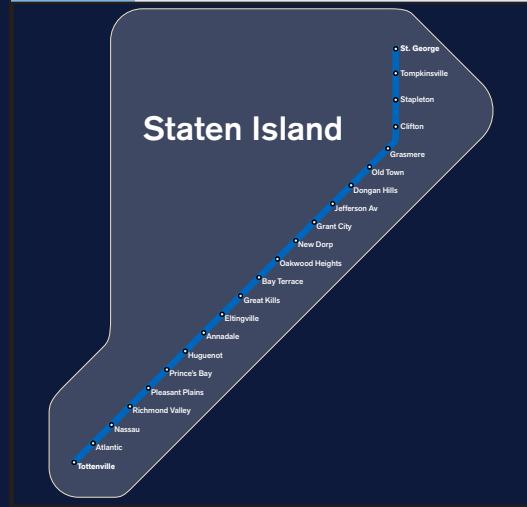 St. George
Tompkinsville
Stapleton
Staten Island
Clifton
Grasmere
Old Town
Dongan Hills
Jefferson Av
Grant City
New Dorp
Oakwood Heights
Bay Terrace
Great Kills
Eltingville
Annadale
Huguenot
Prince's Bay
Pleasant Plains
Richmond Valley
Nassau
Atlantic
Tottenville